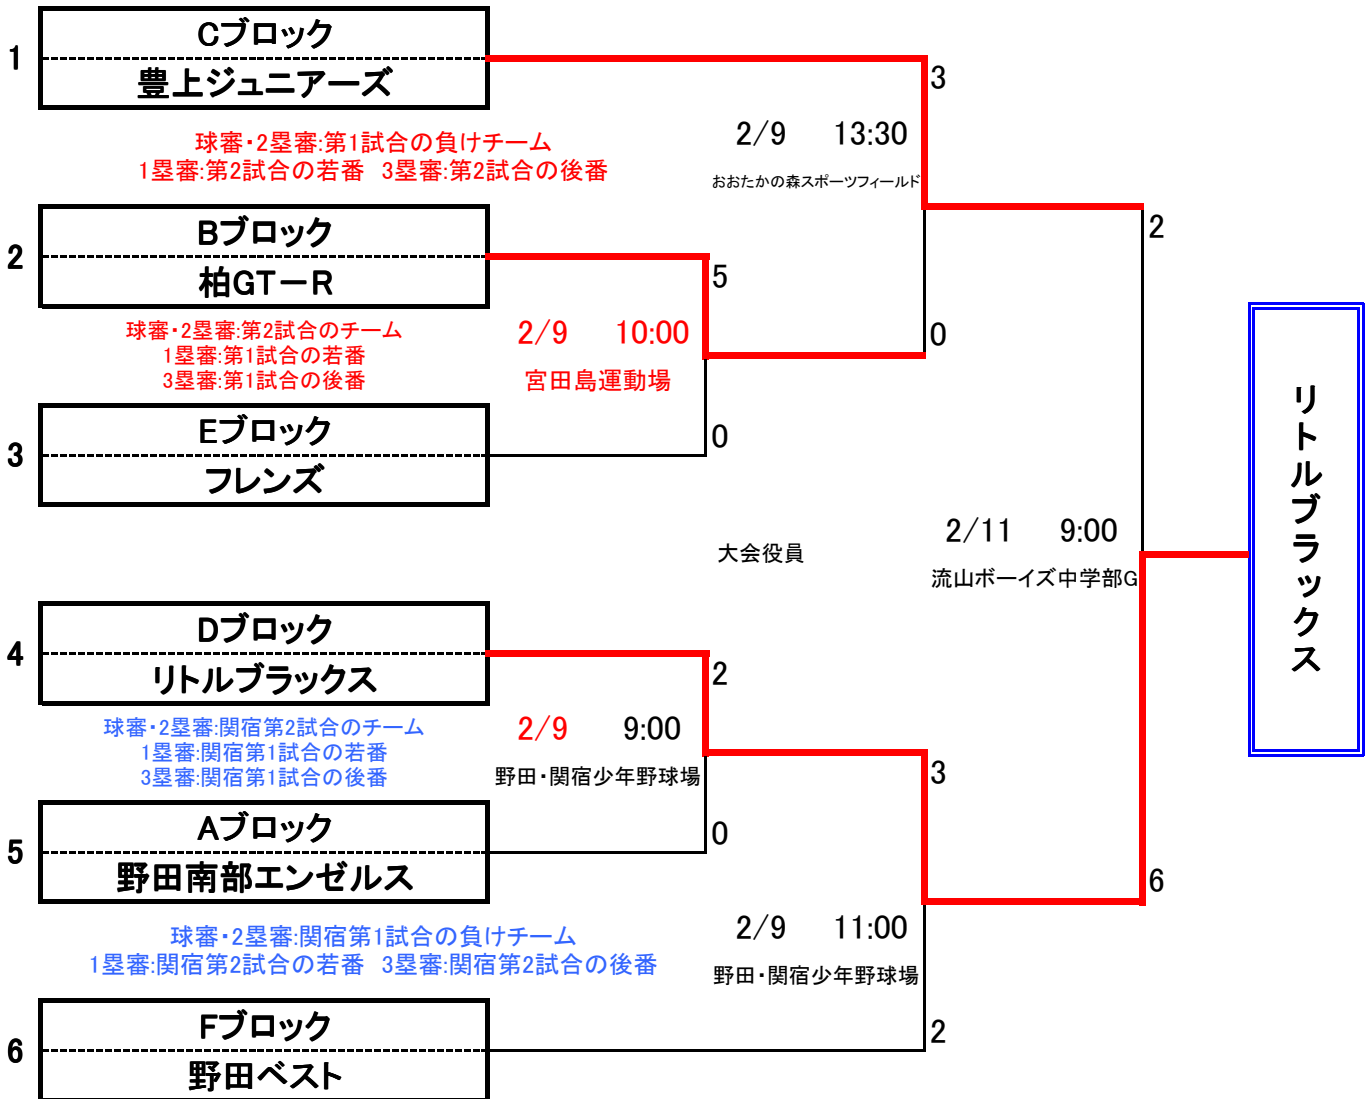 1
Cブロック
豊上ジュニアーズ
3
球審・2塁審:第1試合の負けチーム
1塁審:第2試合の若番 3塁審:第2試合の後番
2/9 13:30
おおたかの森スポーツフィールド
2
Bブロック
柏GT－R
2
5
球審・2塁審:第2試合のチーム
1塁審:第1試合の若番
3塁審:第1試合の後番
2/9 10:00
宮田島運動場
0
3
Eブロック
フレンズ
0
リトルブラックス
大会役員
2/11 9:00
流山ボーイズ中学部G
4
Dブロック
リトルブラックス
2
球審・2塁審:関宿第2試合のチーム
1塁審:関宿第1試合の若番
3塁審:関宿第1試合の後番
2/9 9:00
野田・関宿少年野球場
3
5
Aブロック
野田南部エンゼルス
0
6
球審・2塁審:関宿第1試合の負けチーム
1塁審:関宿第2試合の若番 3塁審:関宿第2試合の後番
2/9 11:00
野田・関宿少年野球場
6
Fブロック
野田ベスト
2